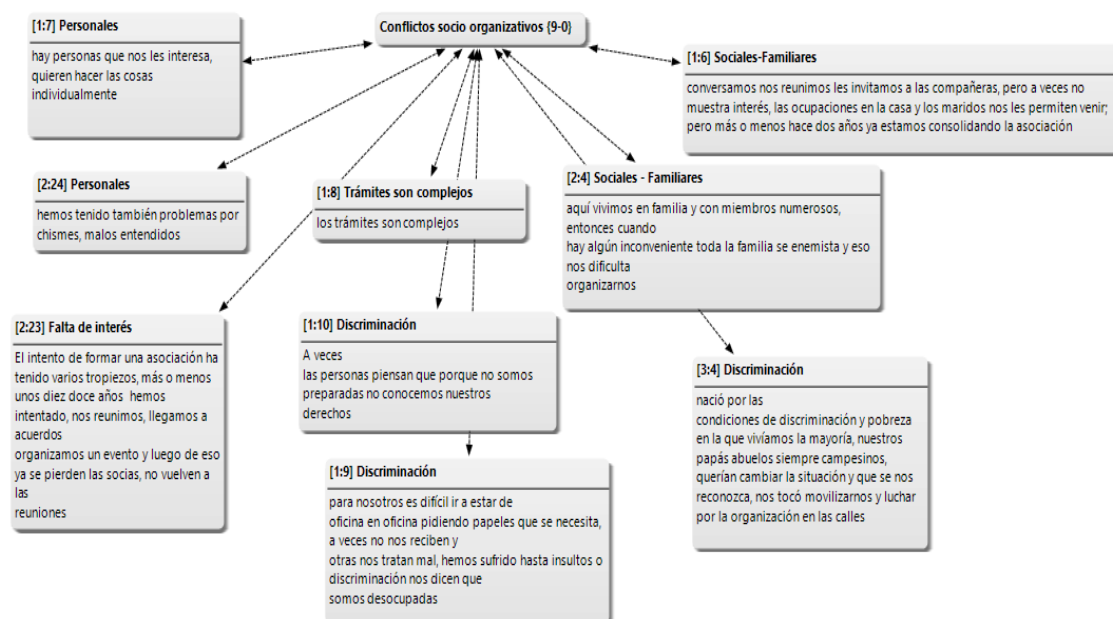 Conflictos socio organizativos {9-0}
[1:7] Personales
hay personas que nos les interesa,
quieren hacer las cosas
individualmente
[1:6] Sociales-Familiares
conversamos nos reunimos les invitamos a las compañeras, pero a veces no
muestra interés, las ocupaciones en la casa y los maridos nos les permiten venir;
pero más o menos hace dos años ya estamos consolidando la asociación
[2:24] Personales
hemos tenido también problemas por
chismes, malos entendidos
[1:8] Trámites son complejos
los trámites son complejos
[2:4] Sociales - Familiares
aquí vivimos en familia y con miembros numerosos,
entonces cuando
hay algún inconveniente toda la familia se enemista y eso
nos dificulta
organizarnos
[2:23] Falta de interés
El intento de formar una asociación ha
tenido varios tropiezos, más o menos
unos diez doce años hemos
intentado, nos reunimos, llegamos a
acuerdos
organizamos un evento y luego de eso
ya se pierden las socias, no vuelven a
las
reuniones
[1:10] Discriminación
A veces
las personas piensan que porque no somos
preparadas no conocemos nuestros
derechos
[3:4] Discriminación
nació por las
condiciones de discriminación y pobreza
en la que vivíamos la mayoría, nuestros
papás abuelos siempre campesinos,
querían cambiar la situación y que se nos
reconozca, nos tocó movilizarnos y luchar
por la organización en las calles
[1:9] Discriminación
para nosotros es difícil ir a estar de
oficina en oficina pidiendo papeles que se necesita,
a veces no nos reciben y
otras nos tratan mal, hemos sufrido hasta insultos o
discriminación nos dicen que
somos desocupadas